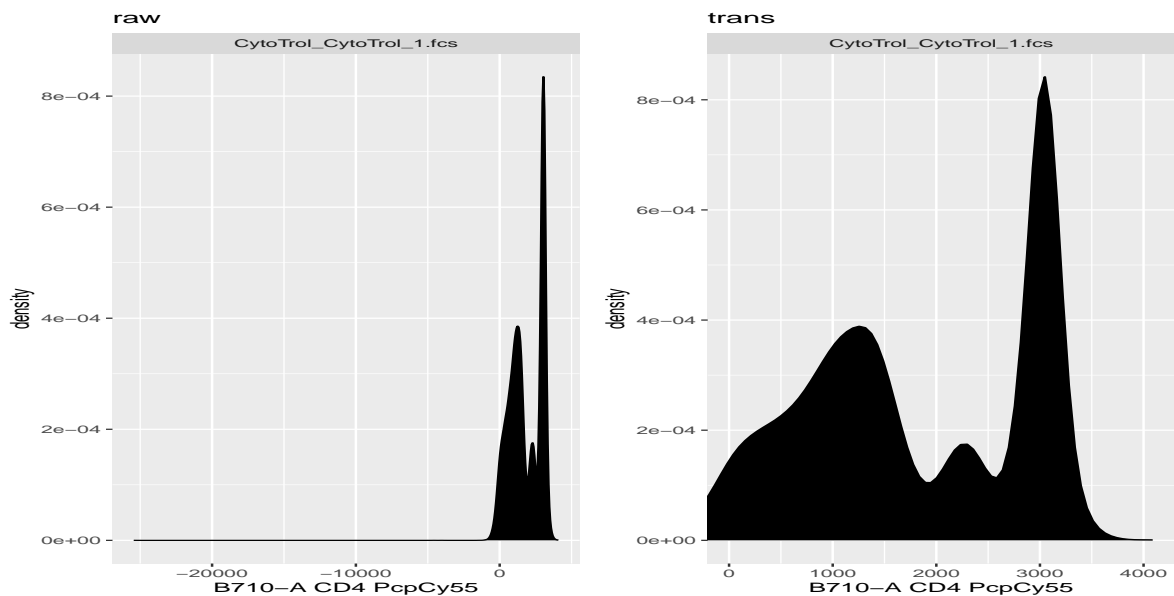 raw
CytoTrol_CytoTrol_1.fcs
8e−04
6e−04
4e−04
2e−04
0e+00
density
−20000
−10000
0
B710−A CD4 PcpCy55
trans
CytoTrol_CytoTrol_1.fcs
8e−04
6e−04
4e−04
2e−04
0e+00
density
0
1000
2000
3000
4000
B710−A CD4 PcpCy55